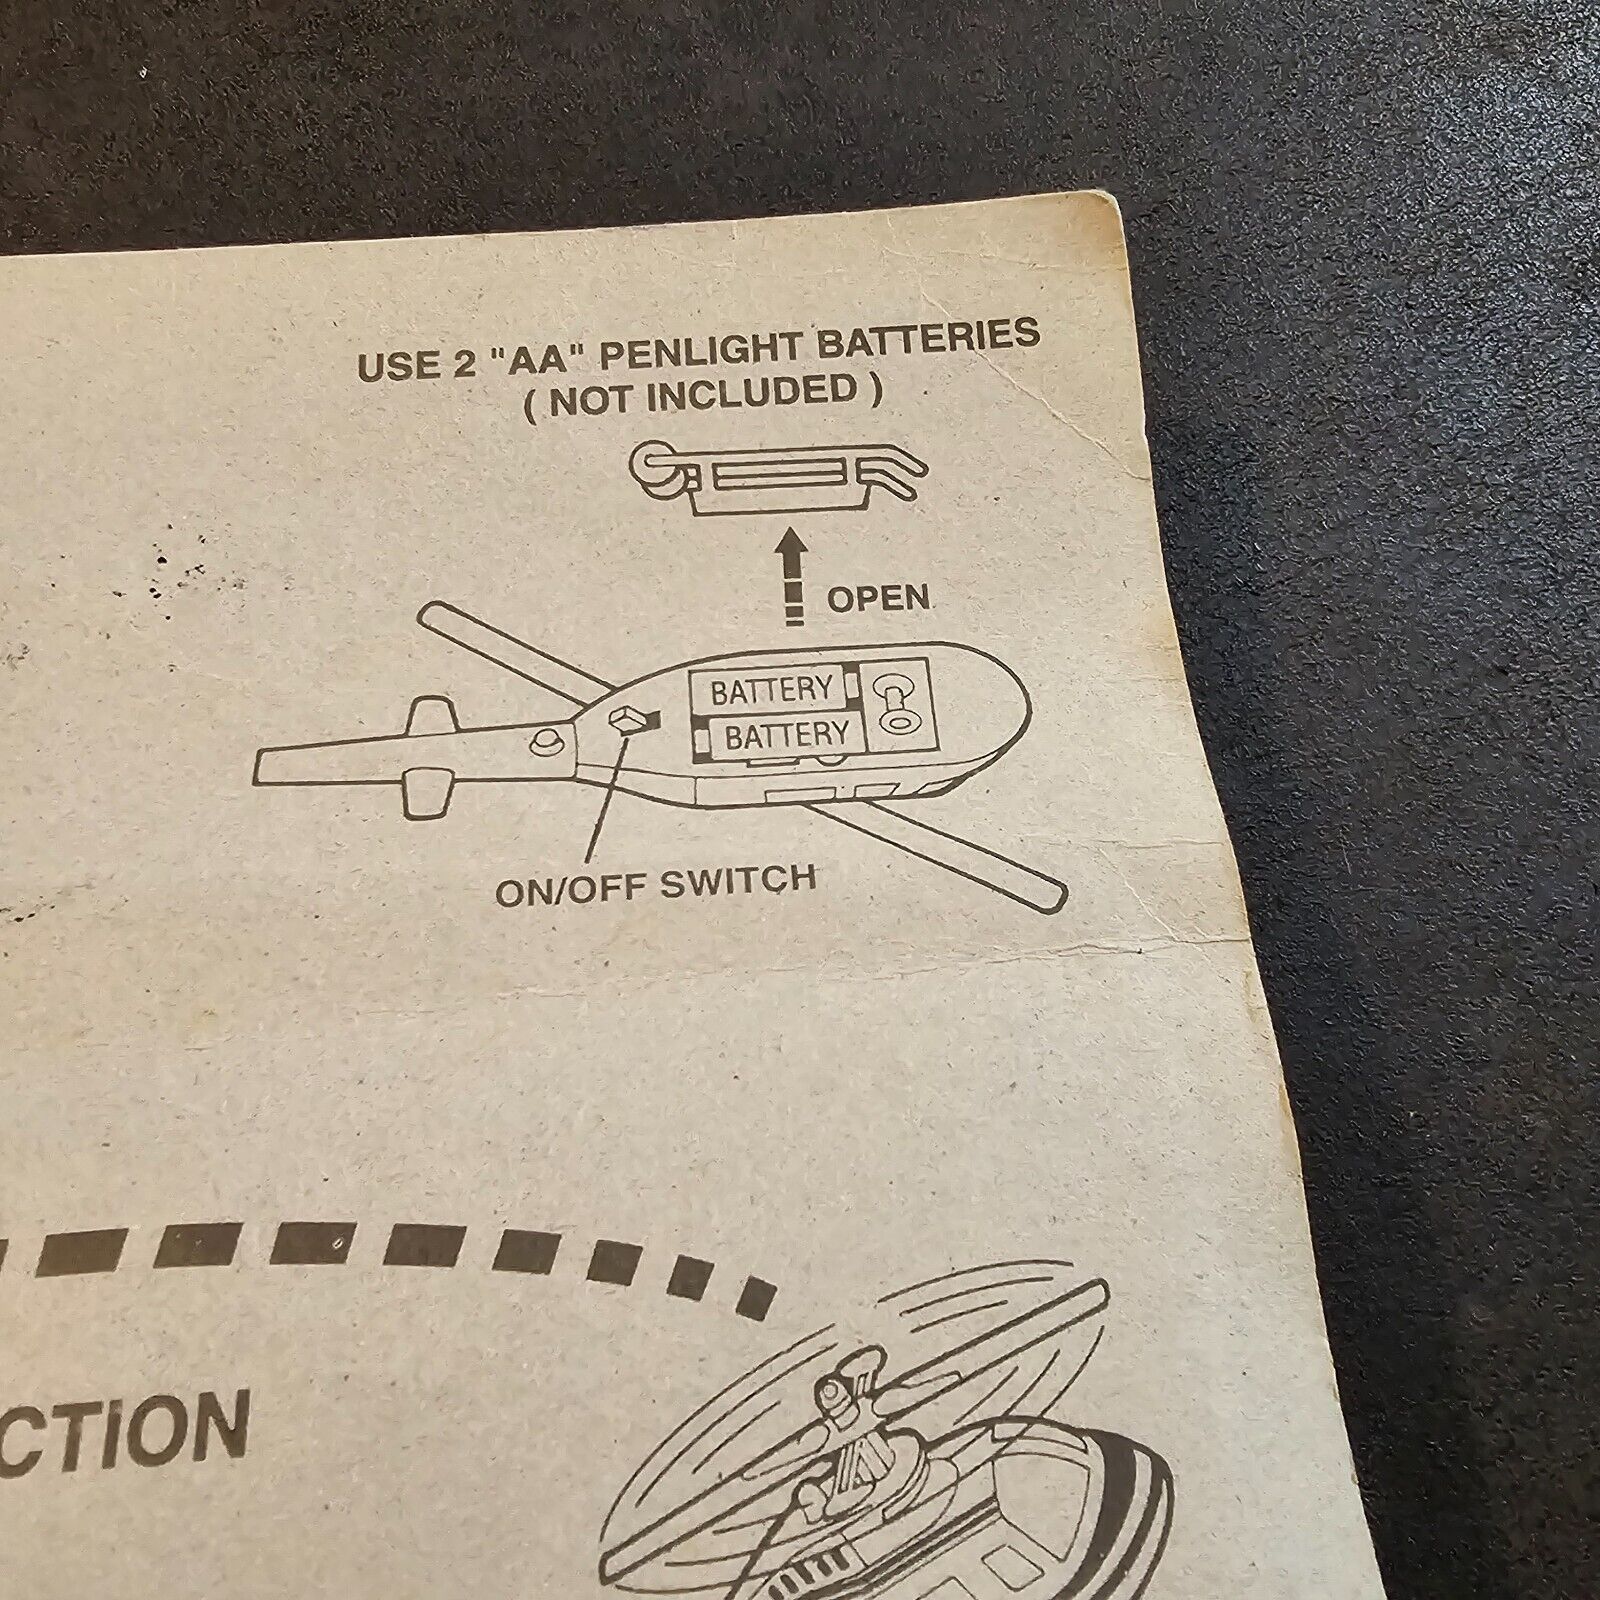 USE 2 "AA" PENLIGHT BATTERIES
( NOT INCLUDED )
OPEN
BATTERY
BATTERY
ON/OFF SWITCH
CTION